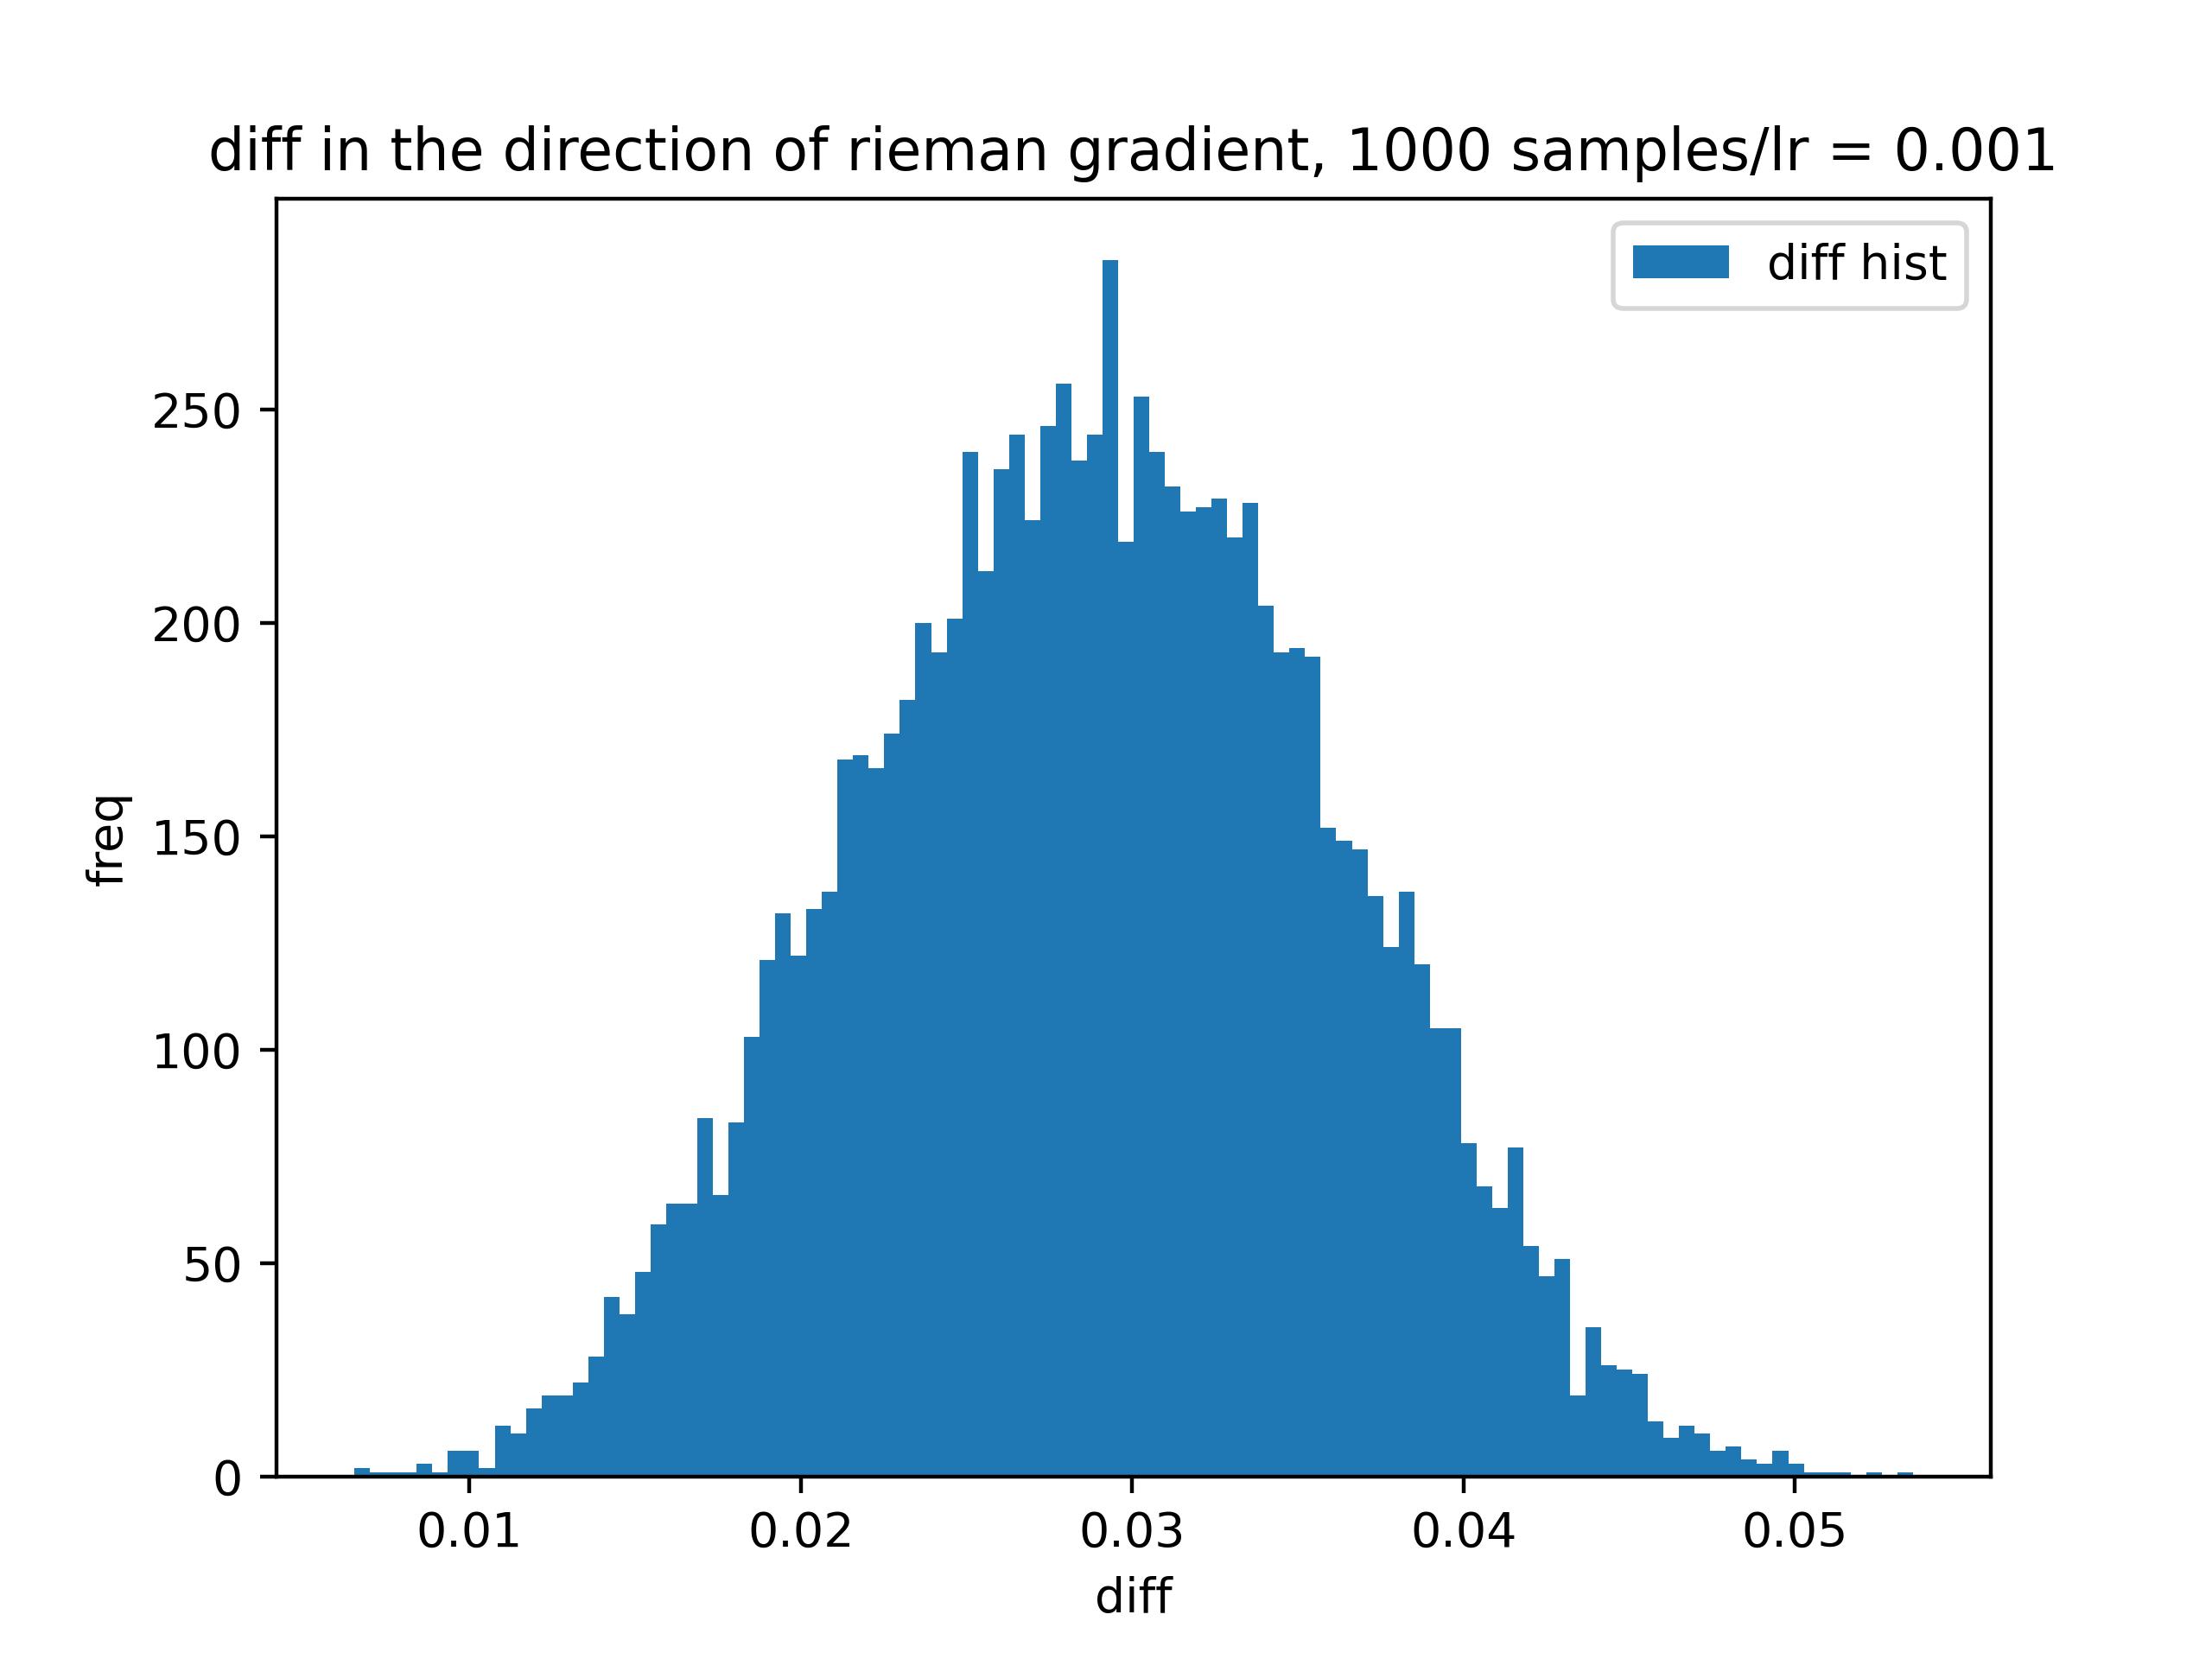 diff in the direction of rieman gradient, 1000 samples/lr = 0.001
diff hist
250
200
150
100
50
0
freq
0.01 0.02 0.03 0.04 0.05
diff